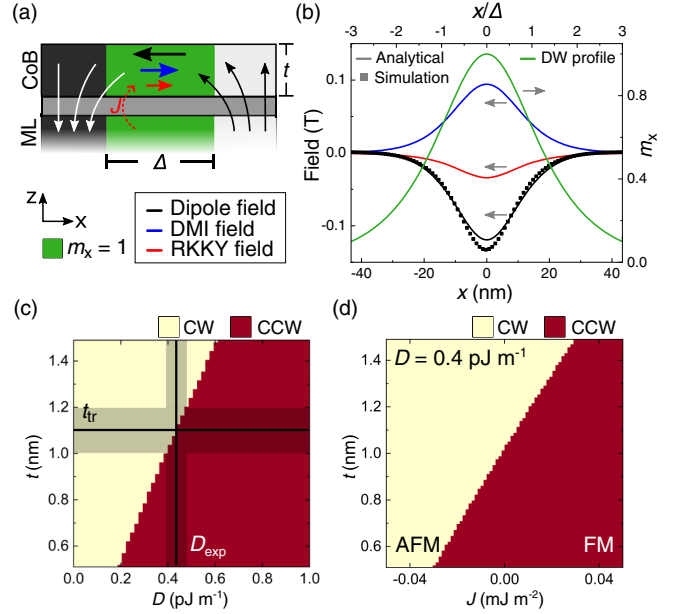 (a)
CoB
ML
t
J
Δ
z
x
mx = 1
Dipole field
DMI field
RKKY field
(b)
x/Δ
-3 -2 -1 0 1 2 3
Analytical
Simulation
DW profile
Field (T)
0.1
0.0
-0.1
mx
0.8
0.4
0.0
-40 -20 0 20 40
x (nm)
(c)
CW CCW
t (nm)
1.4
1.2
1.0
0.8
0.6
ttr
Dexp
0.0 0.2 0.4 0.6 0.8 1.0
D (pJ m-1)
(d)
CW CCW
D = 0.4 pJ m-1
t (nm)
1.4
1.2
1.0
0.8
0.6
AFM FM
-0.04 0.00 0.04
J (mJ m-2)